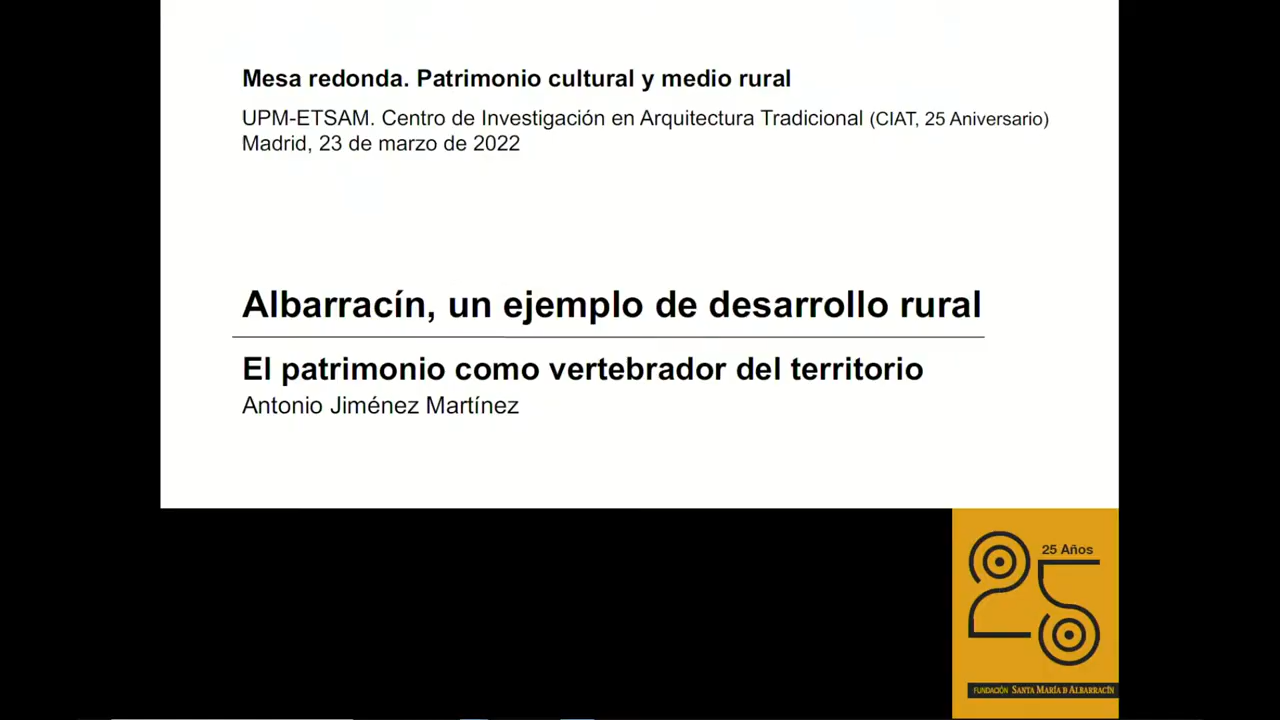 Mesa redonda. Patrimonio cultural y medio rural
UPM-ETSAM. Centro de Investigación en Arquitectura Tradicional (CIAT, 25 Aniversario)
Madrid, 23 de marzo de 2022
Albarracín, un ejemplo de desarrollo rural
El patrimonio como vertebrador del territorio
Antonio Jiménez Martínez
25 Años
25
FUNDACIÓN SANTA MARÍA D ALBARRACÍN